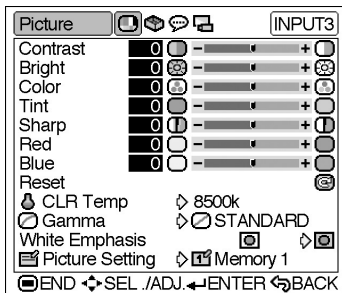 Picture INPUT3
Contrast 0 - +
Bright 0 - +
Color 0 - +
Tint 0 - +
Sharp 0 - +
Red 0 - +
Blue 0 - +
Reset
CLR Temp 8500k
Gamma STANDARD
White Emphasis
Picture Setting 1 Memory 1
END SEL ./ADJ. ENTER BACK